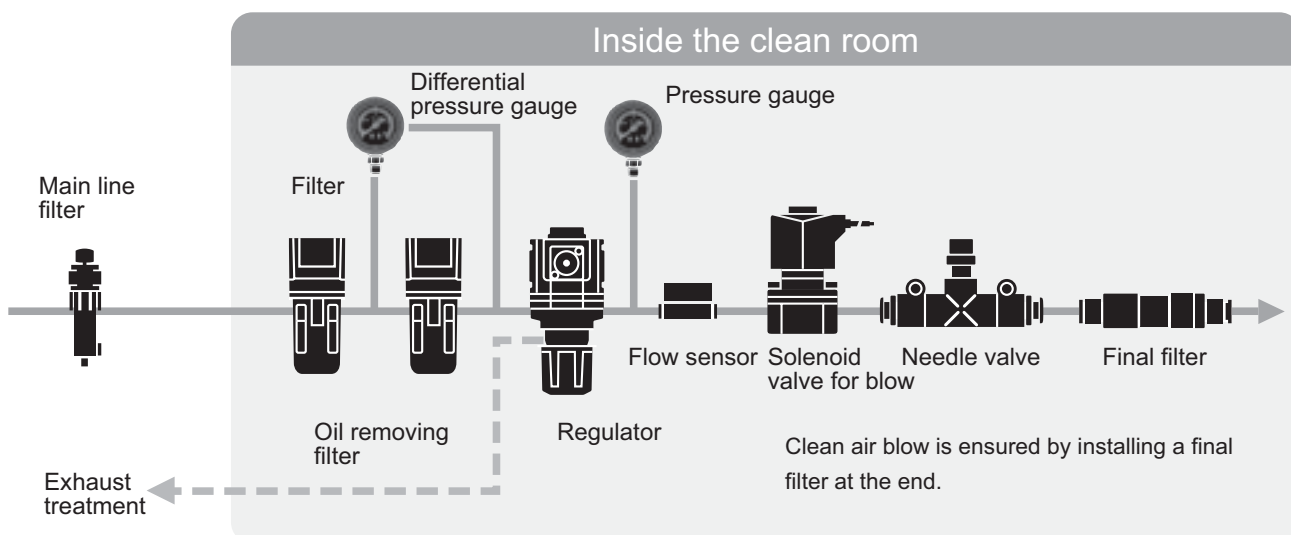 Inside the clean room
Differential
pressure gauge
Pressure gauge
Main line
filter
Filter
Flow sensor
Solenoid
valve for blow
Needle valve
Final filter
Oil removing
filter
Regulator
Clean air blow is ensured by installing a final
filter at the end.
Exhaust
treatment